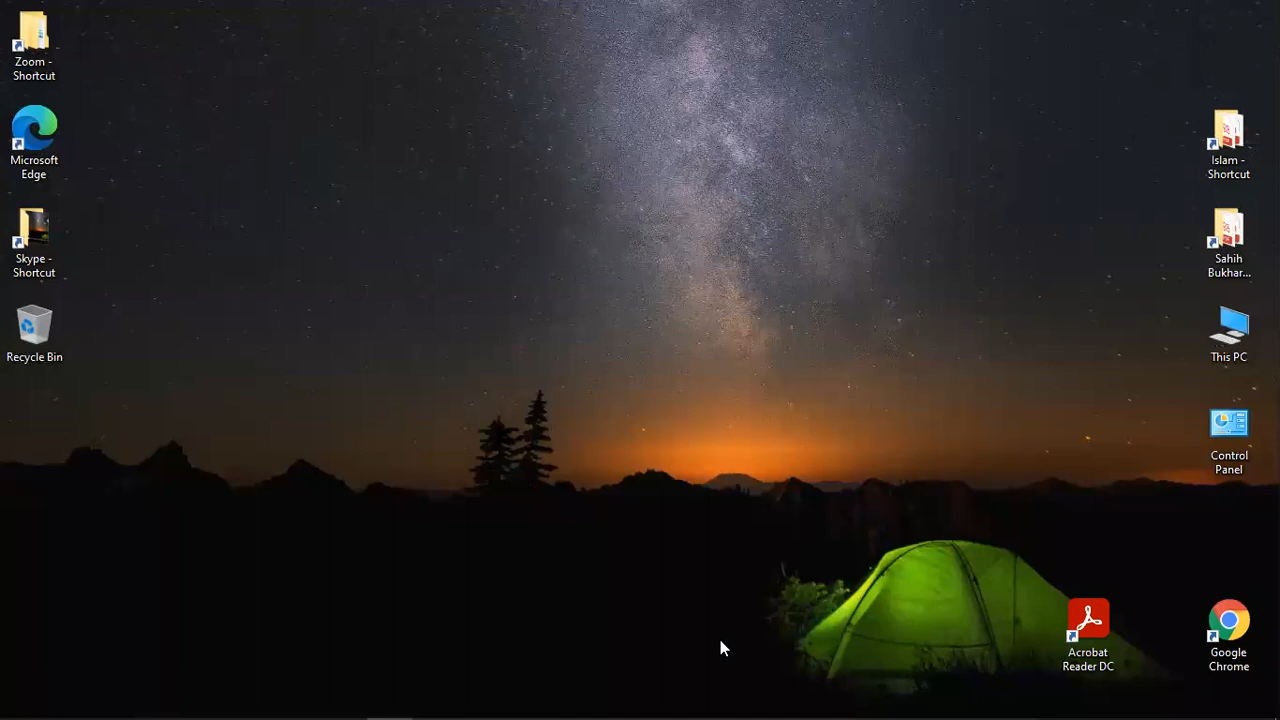 Zoom -
Shortcut
Microsoft
Edge
Skype -
Shortcut
Recycle Bin
Islam -
Shortcut
Sahih
Bukhar...
This PC
Control
Panel
Acrobat
Reader DC
Google
Chrome